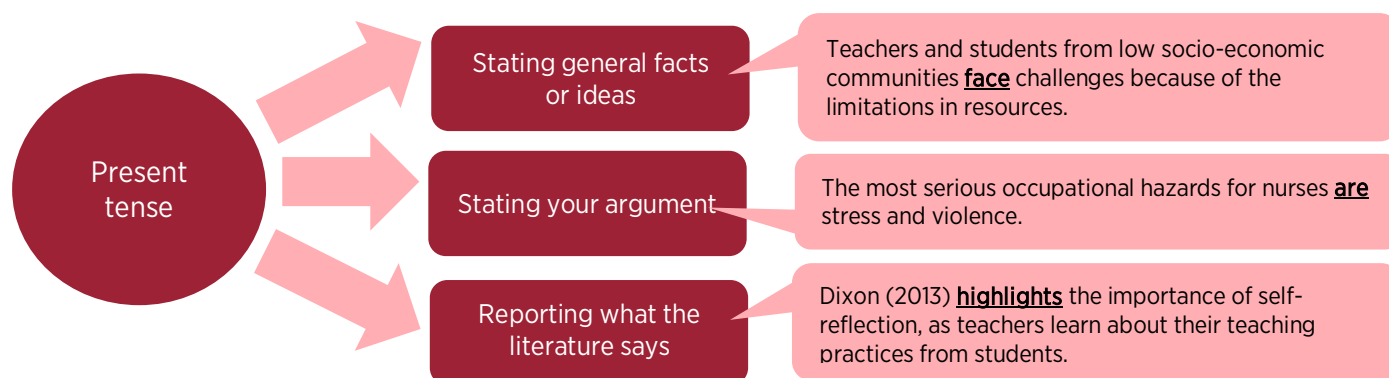 Present
tense
Stating general facts
or ideas
Teachers and students from low socio-economic
communities face challenges because of the
limitations in resources.
Stating your argument
The most serious occupational hazards for nurses are
stress and violence.
Reporting what the
literature says
Dixon (2013) highlights the importance of self-
reflection, as teachers learn about their teaching
practices from students.